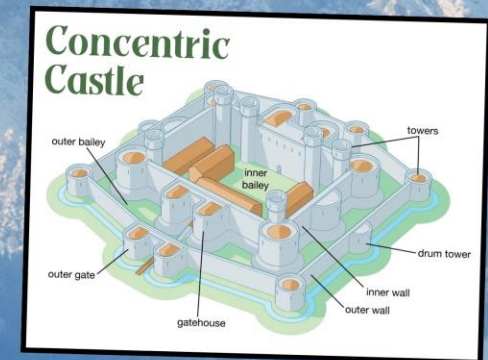 Concentric
Castle
outer bailey
towers
inner
bailey
drum tower
outer gate
inner wall
outer wall
gatehouse